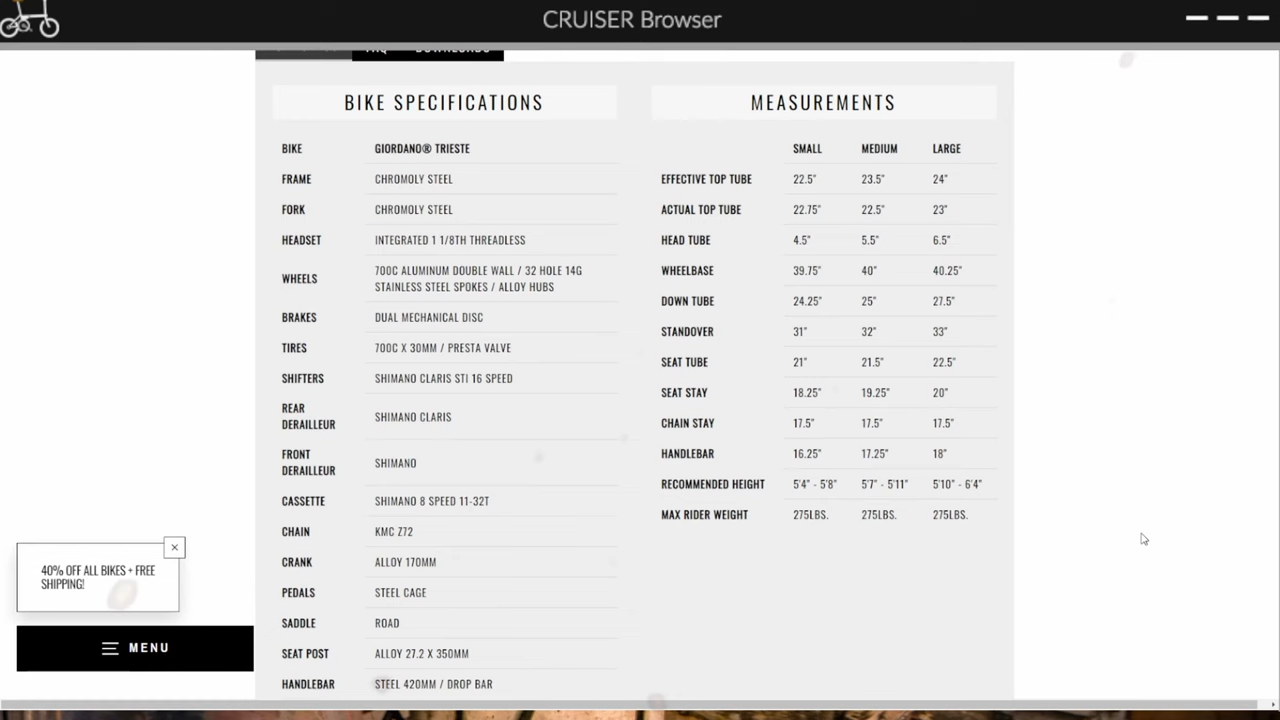 CRUISER Browser
FAQ DOWNLOADS
BIKE SPECIFICATIONS
BIKE GIORDANO® TRIESTE
FRAME CHROMOLY STEEL
FORK CHROMOLY STEEL
HEADSET INTEGRATED 1 1/8TH THREADLESS
WHEELS 700C ALUMINUM DOUBLE WALL / 32 HOLE 14G
STAINLESS STEEL SPOKES / ALLOY HUBS
BRAKES DUAL MECHANICAL DISC
TIRES 700C X 30MM / PRESTA VALVE
SHIFTERS SHIMANO CLARIS STI 16 SPEED
REAR
DERAILLEUR SHIMANO CLARIS
FRONT
DERAILLEUR SHIMANO
CASSETTE SHIMANO 8 SPEED 11-32T
CHAIN KMC Z72
CRANK ALLOY 170MM
PEDALS STEEL CAGE
SADDLE ROAD
SEAT POST ALLOY 27.2 X 350MM
HANDLEBAR STEEL 420MM / DROP BAR
MEASUREMENTS
SMALL MEDIUM LARGE
EFFECTIVE TOP TUBE 22.5" 23.5" 24"
ACTUAL TOP TUBE 22.75" 22.5" 23"
HEAD TUBE 4.5" 5.5" 6.5"
WHEELBASE 39.75" 40" 40.25"
DOWN TUBE 24.25" 25" 27.5"
STANDOVER 31" 32" 33"
SEAT TUBE 21" 21.5" 22.5"
SEAT STAY 18.25" 19.25" 20"
CHAIN STAY 17.5" 17.5" 17.5"
HANDLEBAR 16.25" 17.25" 18"
RECOMMENDED HEIGHT 5'4" - 5'8" 5'7" - 5'11" 5'10" - 6'4"
MAX RIDER WEIGHT 275LBS. 275LBS. 275LBS.
40% OFF ALL BIKES + FREE
SHIPPING!
MENU